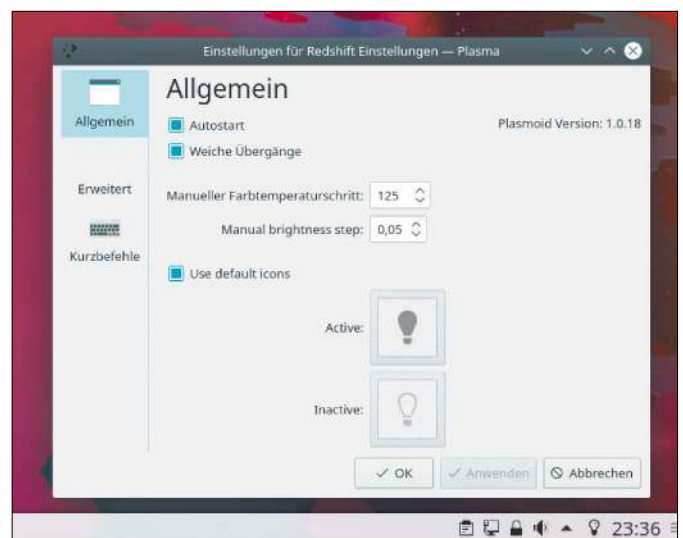 Einstellungen für Redshift Einstellungen — Plasma
Allgemein
Allgemein
Autostart
Plasmoid Version: 1.0.18
Weiche Übergänge
Erweitert
Manueller Farbtemperaturschritt: 125
Manual brightness step: 0,05
Kurzbefehle
Use default icons
Active:
Inactive:
OK
Anwenden
Abbrechen
23:36